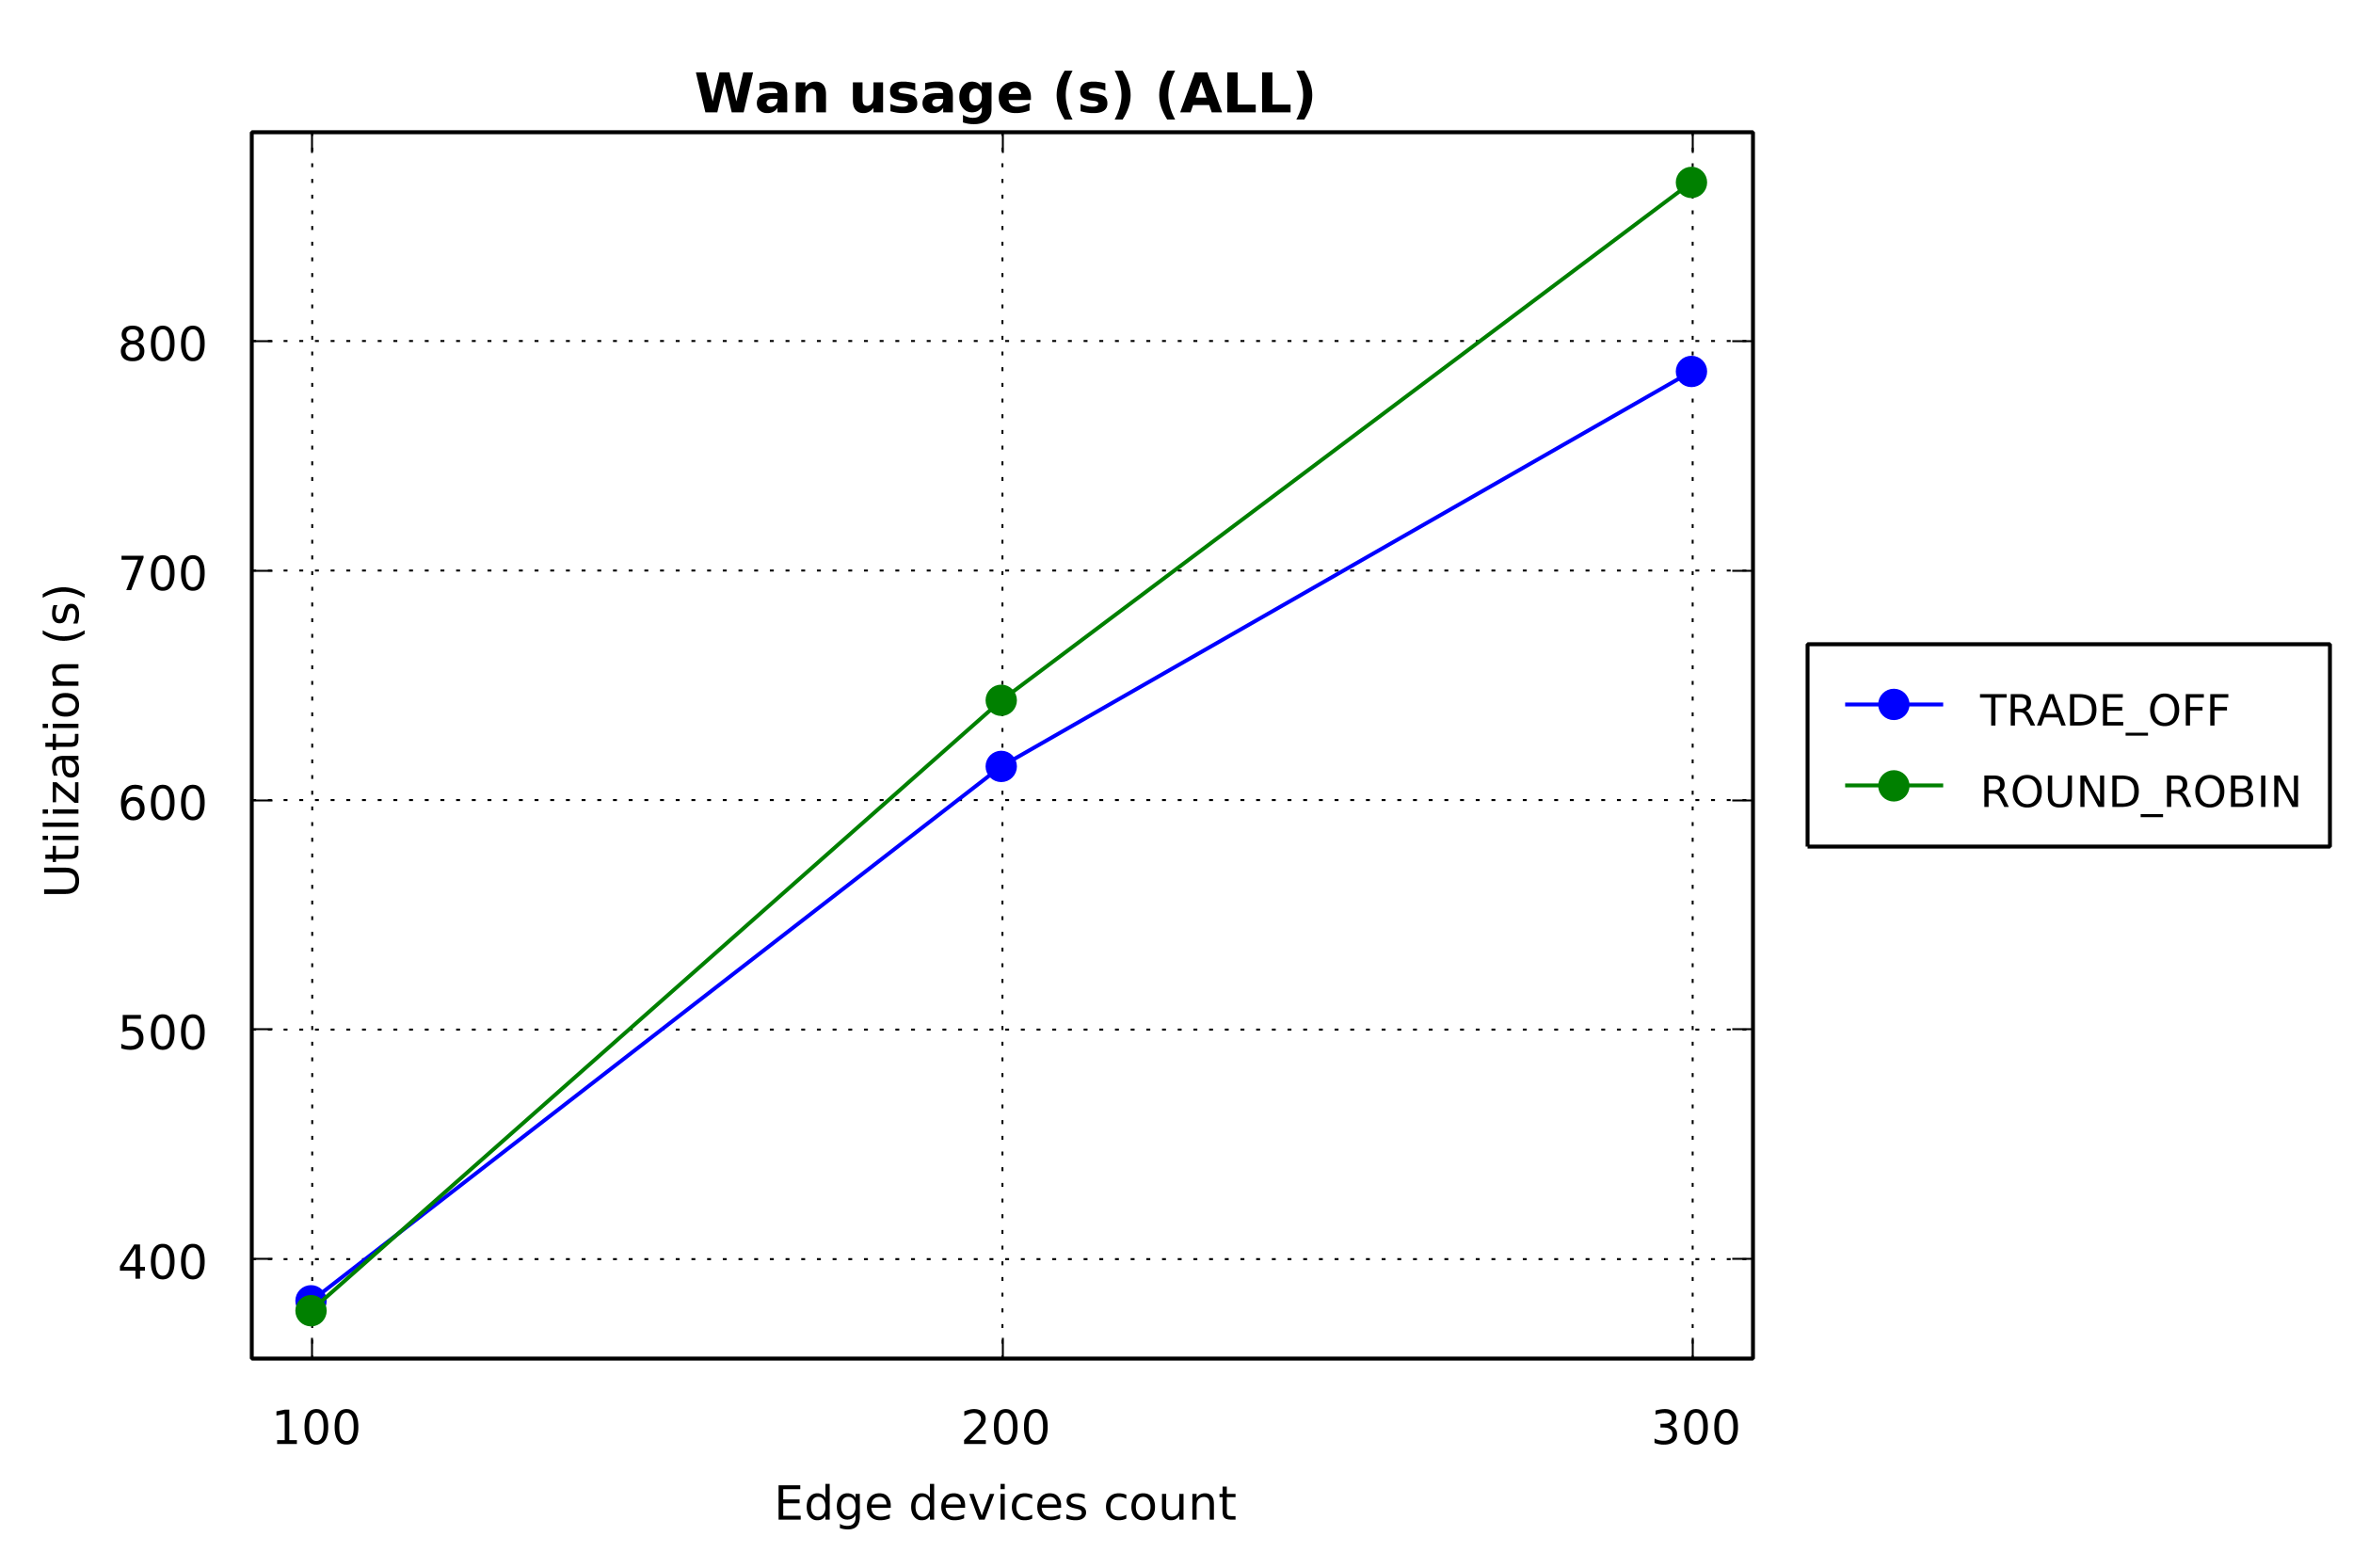 Wan usage (s) (ALL)
800
700
600
500
400
Utilization (s)
100 200 300
Edge devices count
TRADE_OFF
ROUND_ROBIN